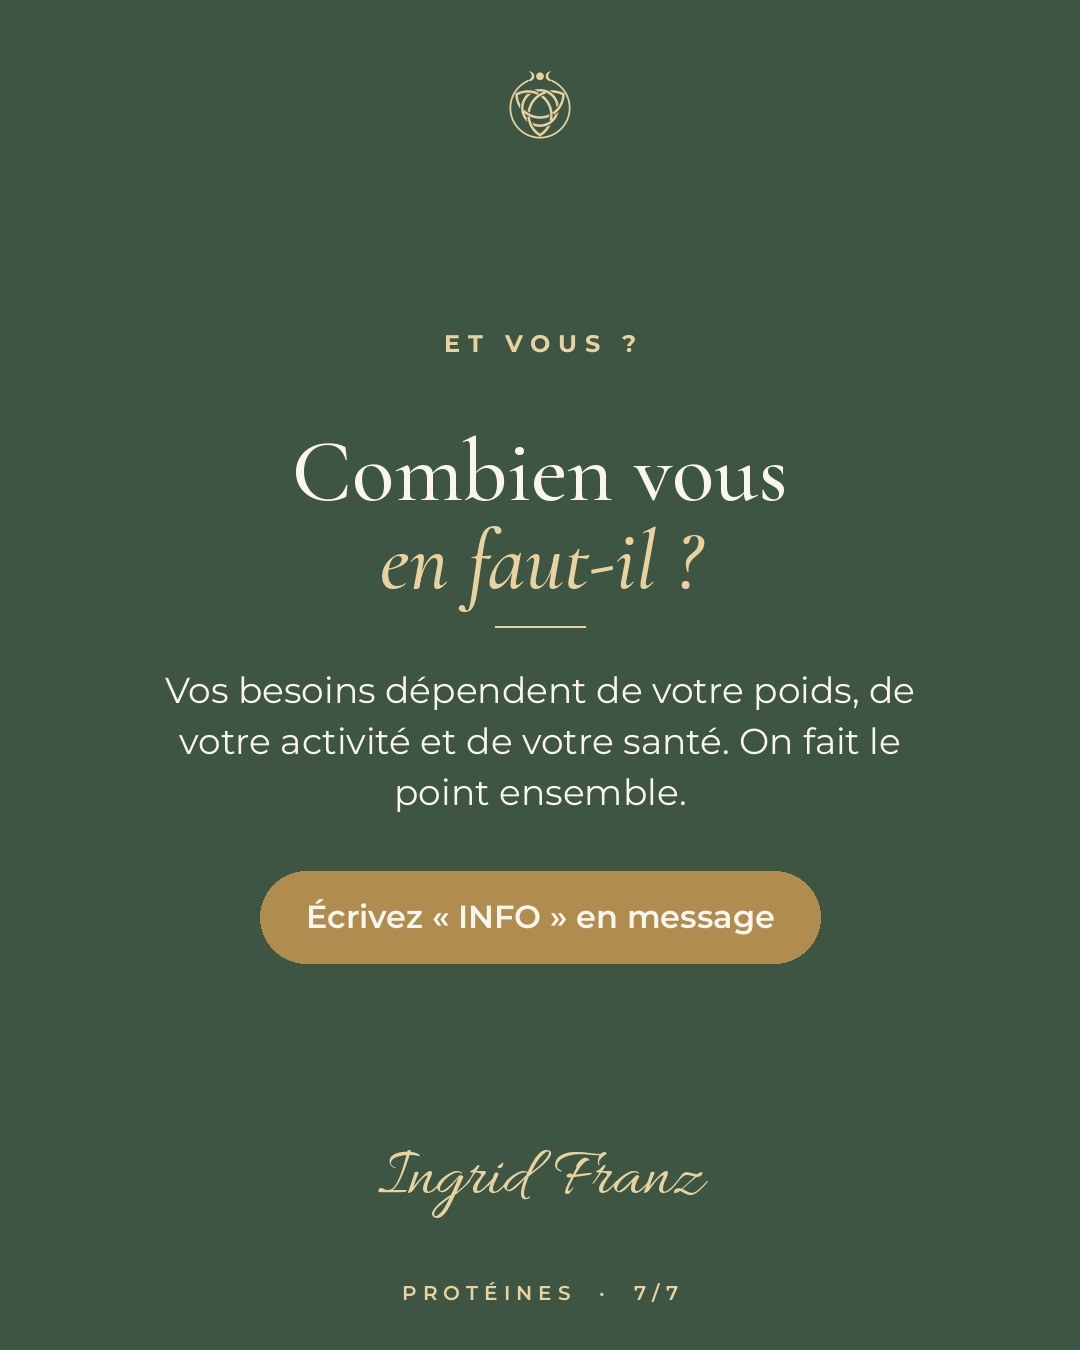 ET VOUS ?
Combien vous
en faut-il ?
Vos besoins dépendent de votre poids, de
votre activité et de votre santé. On fait le
point ensemble.
Écrivez « INFO » en message
Ingrid Franz
PROTÉINES · 7/7